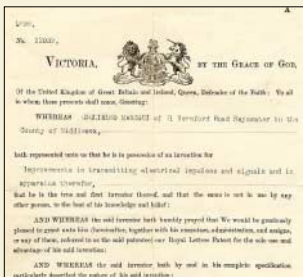 A
No.
VICTORIA, BY THE GRACE OF GOD,
Of the United Kingdom of Great Britain and Ireland, Queen, Defender of the Faith: To all
to whom these presents shall come, Greeting:
WHEREAS of Hereford Road Bayswater in the
County of Middlesex,
hath represented unto us that he is in possession of an invention for
Improvements in transmitting electrical impulses and signals and in
apparatus therefor,
that he is the true and first inventor thereof, and that the same is not in use by any
other person, to the best of his knowledge and belief:
AND WHEREAS the said inventor hath humbly prayed that We would be graciously
pleased to grant unto him (hereinafter, together with his executors, administrators, and assigns,
or any of them, referred to as the said patentee) our Royal Letters Patent for the sole use and
advantage of his said invention:
AND WHEREAS the said inventor hath by and in his complete specification
particularly described the nature of his said invention: